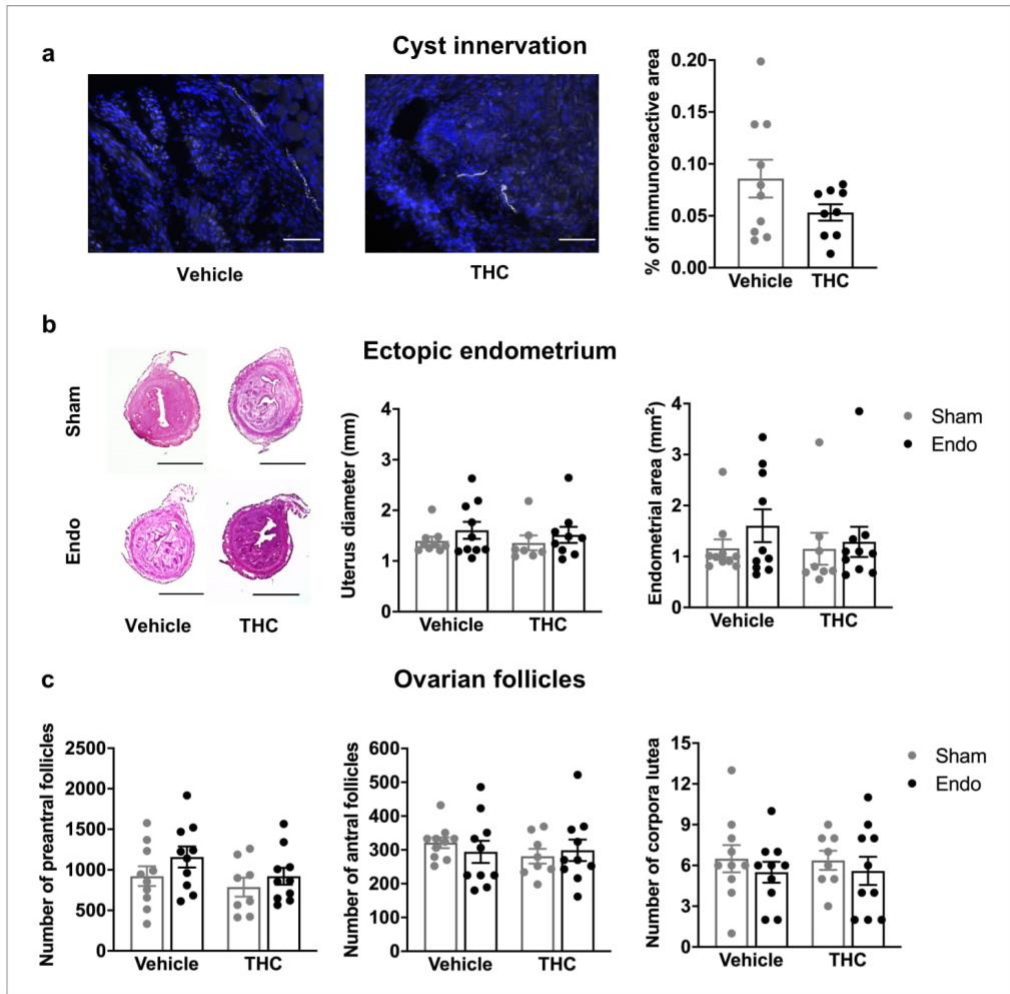 a
Cyst innervation
Vehicle
THC
% of immunoreactive area
0.20
0.15
0.10
0.05
0.00
Vehicle
THC
b
Ectopic endometrium
Sham
Endo
Vehicle
THC
Uterus diameter (mm)
4
3
2
1
0
Vehicle
THC
Endometrial area (mm²)
4
3
2
1
0
Vehicle
THC
Sham
Endo
c
Ovarian follicles
Number of preantral follicles
2500
2000
1500
1000
500
0
Vehicle
THC
Number of antral follicles
600
500
400
300
200
100
0
Vehicle
THC
Number of corpora lutea
15
12
9
6
3
0
Vehicle
THC
Sham
Endo